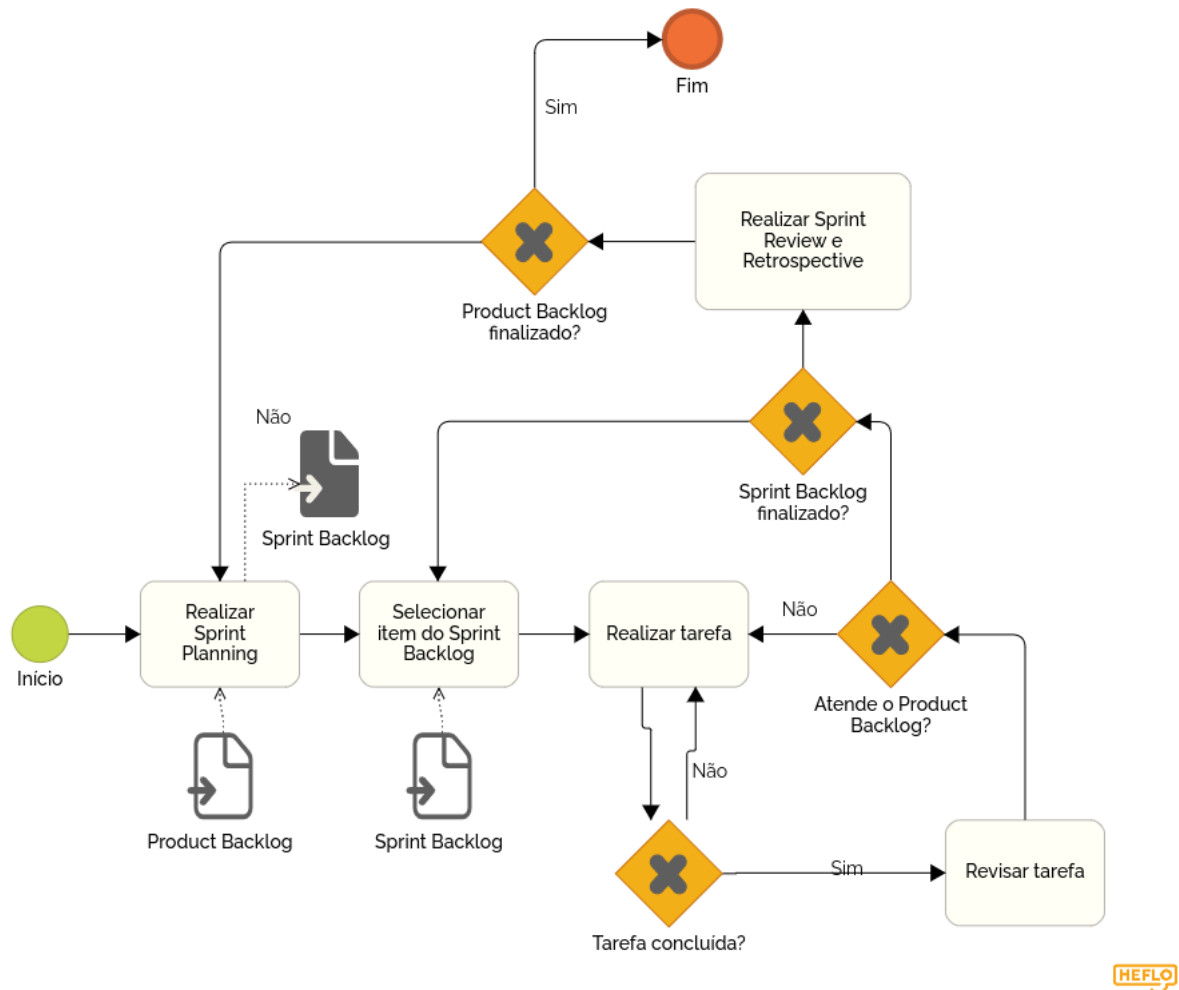 Fim
Sim
Realizar Sprint
Review e
Retrospective
Product Backlog
finalizado?
Não
Sprint Backlog
finalizado?
Sprint Backlog
Início
Realizar
Sprint
Planning
Selecionar
item do Sprint
Backlog
Realizar tarefa
Não
Atende o Product
Backlog?
Não
Product Backlog
Sprint Backlog
Sim
Revisar tarefa
Tarefa concluída?
HEFLO